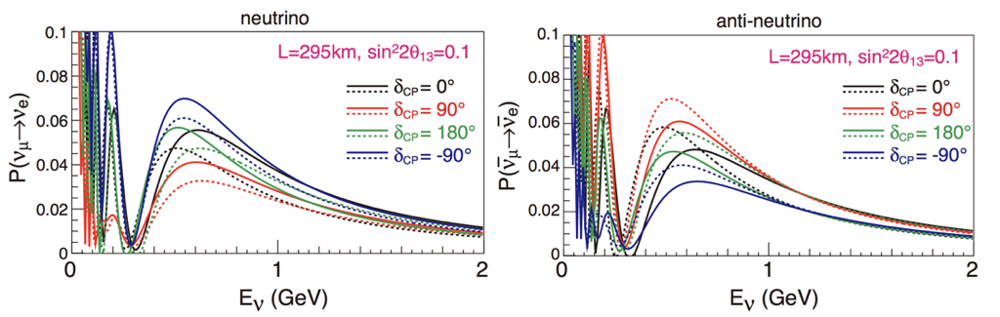 neutrino
L=295km, sin²2θ₁₃=0.1
δCP = 0°
δCP = 90°
δCP = 180°
δCP = -90°
P(νμ→νe)
0.1
0.08
0.06
0.04
0.02
0
0 1 2
Eν (GeV)
anti-neutrino
L=295km, sin²2θ₁₃=0.1
δCP = 0°
δCP = 90°
δCP = 180°
δCP = -90°
P(ν̄μ→ν̄e)
0.1
0.08
0.06
0.04
0.02
0
0 1 2
Eν (GeV)